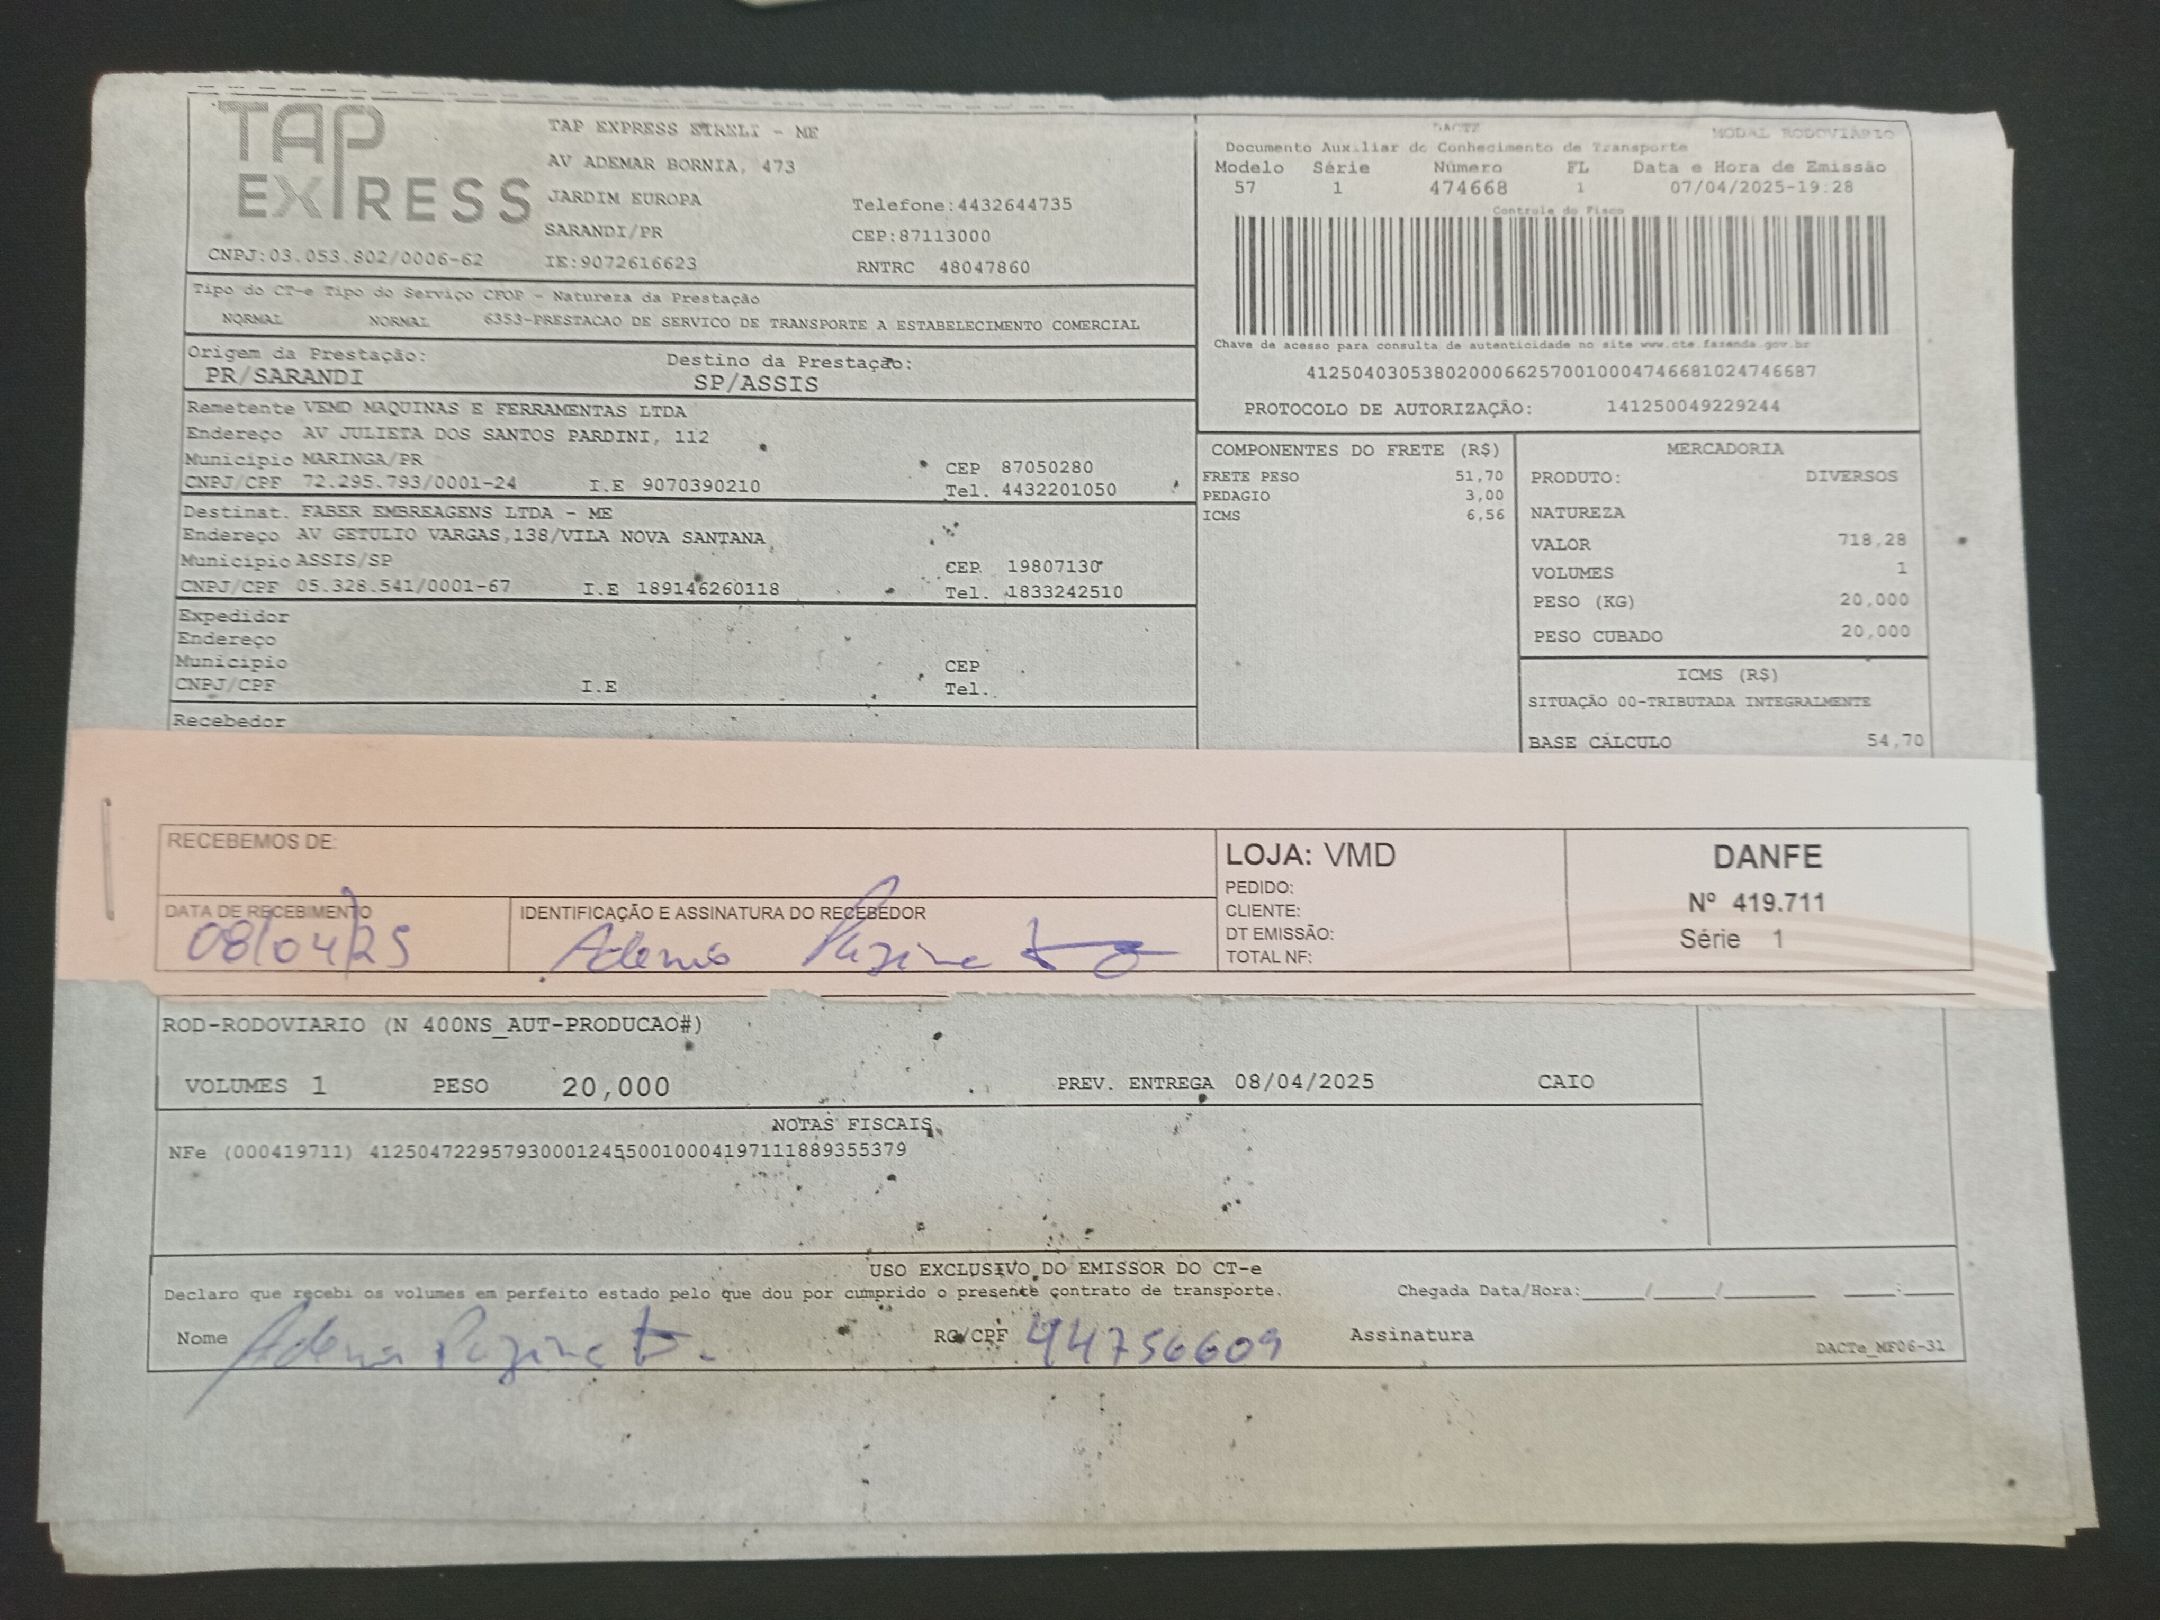 TAP EXPRESS
TAP EXPRESS EIRELI - ME
AV ADEMAR BORNIA, 473
JARDIM EUROPA
Telefone:4432644735
SARANDI/PR
CEP:87113000
CNPJ:03.053.802/0006-62
IE:9072616623
RNTRC 48047860
DACTE
MODAL RODOVIÁRIO
Documento Auxiliar do Conhecimento de Transporte
Modelo Série Número FL Data e Hora de Emissão
57 1 474668 1 07/04/2025-19:28
Controle do Fisco
Chave de acesso para consulta de autenticidade no site www.cte.fazenda.gov.br
41250403053802000662570010004746681024746687
PROTOCOLO DE AUTORIZAÇÃO: 141250049229244
Tipo do CT-e Tipo do Serviço CFOP - Natureza da Prestação
NORMAL NORMAL 6353-PRESTACAO DE SERVICO DE TRANSPORTE A ESTABELECIMENTO COMERCIAL
Origem da Prestação: Destino da Prestação:
PR/SARANDI SP/ASSIS
Remetente VEMD MAQUINAS E FERRAMENTAS LTDA
Endereço AV JULIETA DOS SANTOS PARDINI, 112
Município MARINGA/PR CEP 87050280
CNPJ/CPF 72.295.793/0001-24 I.E 9070390210 Tel. 4432201050
Destinat. FABER EMBREAGENS LTDA - ME
Endereço AV GETULIO VARGAS,138/VILA NOVA SANTANA
Município ASSIS/SP CEP 19807130
CNPJ/CPF 05.328.541/0001-67 I.E 189146260118 Tel. 1833242510
Expedidor
Endereço
Município CEP
CNPJ/CPF I.E Tel.
Recebedor
COMPONENTES DO FRETE (R$)
FRETE PESO 51,70
PEDAGIO 3,00
ICMS 6,56
MERCADORIA
PRODUTO: DIVERSOS
NATUREZA
VALOR 718,28
VOLUMES 1
PESO (KG) 20,000
PESO CUBADO 20,000
ICMS (R$)
SITUAÇÃO 00-TRIBUTADA INTEGRALMENTE
BASE CÁLCULO 54,70
RECEBEMOS DE:
DATA DE RECEBIMENTO
08/04/25
IDENTIFICAÇÃO E ASSINATURA DO RECEBEDOR
LOJA: VMD
PEDIDO:
CLIENTE:
DT EMISSÃO:
TOTAL NF:
DANFE
Nº 419.711
Série 1
ROD-RODOVIARIO (N 400NS_AUT-PRODUCAO#)
VOLUMES 1 PESO 20,000 PREV. ENTREGA 08/04/2025 CAIO
NOTAS FISCAIS
NFe (000419711) 41250472295793000124550010004197111889355379
USO EXCLUSIVO DO EMISSOR DO CT-e
Declaro que recebi os volumes em perfeito estado pelo que dou por cumprido o presente contrato de transporte. Chegada Data/Hora:____/____/______ ____:____
Nome RG/CPF 44756609 Assinatura
DACTe_MF06-31